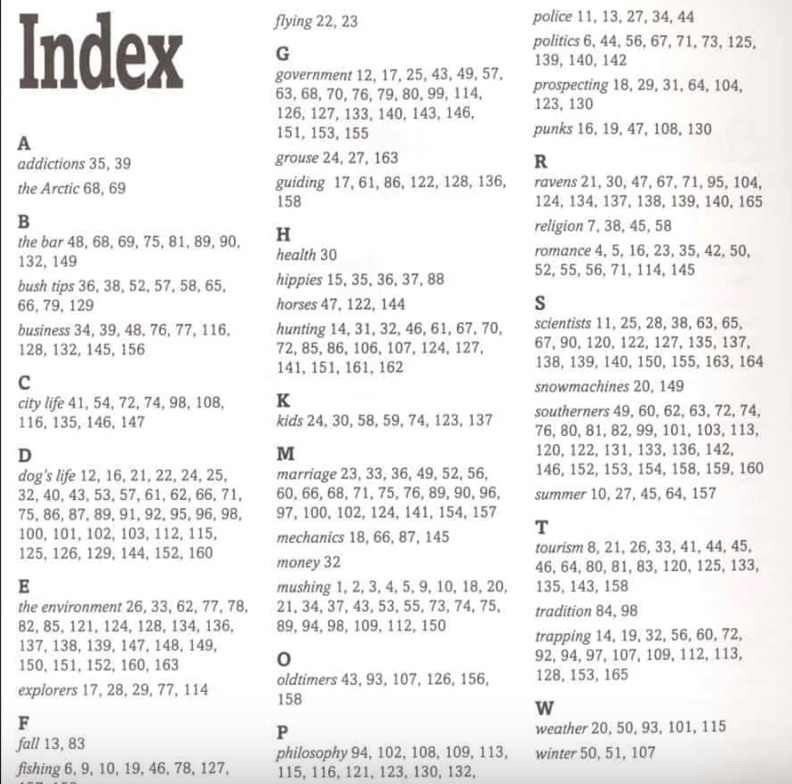 Index
A
addictions 35, 39
the Arctic 68, 69
B
the bar 48, 68, 69, 75, 81, 89, 90,
132, 149
bush tips 36, 38, 52, 57, 58, 65,
66, 79, 129
business 34, 39, 48, 76, 77, 116,
128, 132, 145, 156
C
city life 41, 54, 72, 74, 98, 108,
116, 135, 146, 147
D
dog's life 12, 16, 21, 22, 24, 25,
32, 40, 43, 53, 57, 61, 62, 66, 71,
75, 86, 87, 89, 91, 92, 95, 96, 98,
100, 101, 102, 103, 112, 115,
125, 126, 129, 144, 152, 160
E
the environment 26, 33, 62, 77, 78,
82, 85, 121, 124, 128, 134, 136,
137, 138, 139, 147, 148, 149,
150, 151, 152, 160, 163
explorers 17, 28, 29, 77, 114
F
fall 13, 83
fishing 6, 9, 10, 19, 46, 78, 127,
flying 22, 23
G
government 12, 17, 25, 43, 49, 57,
63, 68, 70, 76, 79, 80, 99, 114,
126, 127, 133, 140, 143, 146,
151, 153, 155
grouse 24, 27, 163
guiding 17, 61, 86, 122, 128, 136,
158
H
health 30
hippies 15, 35, 36, 37, 88
horses 47, 122, 144
hunting 14, 31, 32, 46, 61, 67, 70,
72, 85, 86, 106, 107, 124, 127,
141, 151, 161, 162
K
kids 24, 30, 58, 59, 74, 123, 137
M
marriage 23, 33, 36, 49, 52, 56,
60, 66, 68, 71, 75, 76, 89, 90, 96,
97, 100, 102, 124, 141, 154, 157
mechanics 18, 66, 87, 145
money 32
mushing 1, 2, 3, 4, 5, 9, 10, 18, 20,
21, 34, 37, 43, 53, 55, 73, 74, 75,
89, 94, 98, 109, 112, 150
O
oldtimers 43, 93, 107, 126, 156,
158
P
philosophy 94, 102, 108, 109, 113,
115, 116, 121, 123, 130, 132,
police 11, 13, 27, 34, 44
politics 6, 44, 56, 67, 71, 73, 125,
139, 140, 142
prospecting 18, 29, 31, 64, 104,
123, 130
punks 16, 19, 47, 108, 130
R
ravens 21, 30, 47, 67, 71, 95, 104,
124, 134, 137, 138, 139, 140, 165
religion 7, 38, 45, 58
romance 4, 5, 16, 23, 35, 42, 50,
52, 55, 56, 71, 114, 145
S
scientists 11, 25, 28, 38, 63, 65,
67, 90, 120, 122, 127, 135, 137,
138, 139, 140, 150, 155, 163, 164
snowmachines 20, 149
southerners 49, 60, 62, 63, 72, 74,
76, 80, 81, 82, 99, 101, 103, 113,
120, 122, 131, 133, 136, 142,
146, 152, 153, 154, 158, 159, 160
summer 10, 27, 45, 64, 157
T
tourism 8, 21, 26, 33, 41, 44, 45,
46, 64, 80, 81, 83, 120, 125, 133,
135, 143, 158
tradition 84, 98
trapping 14, 19, 32, 56, 60, 72,
92, 94, 97, 107, 109, 112, 113,
128, 153, 165
W
weather 20, 50, 93, 101, 115
winter 50, 51, 107